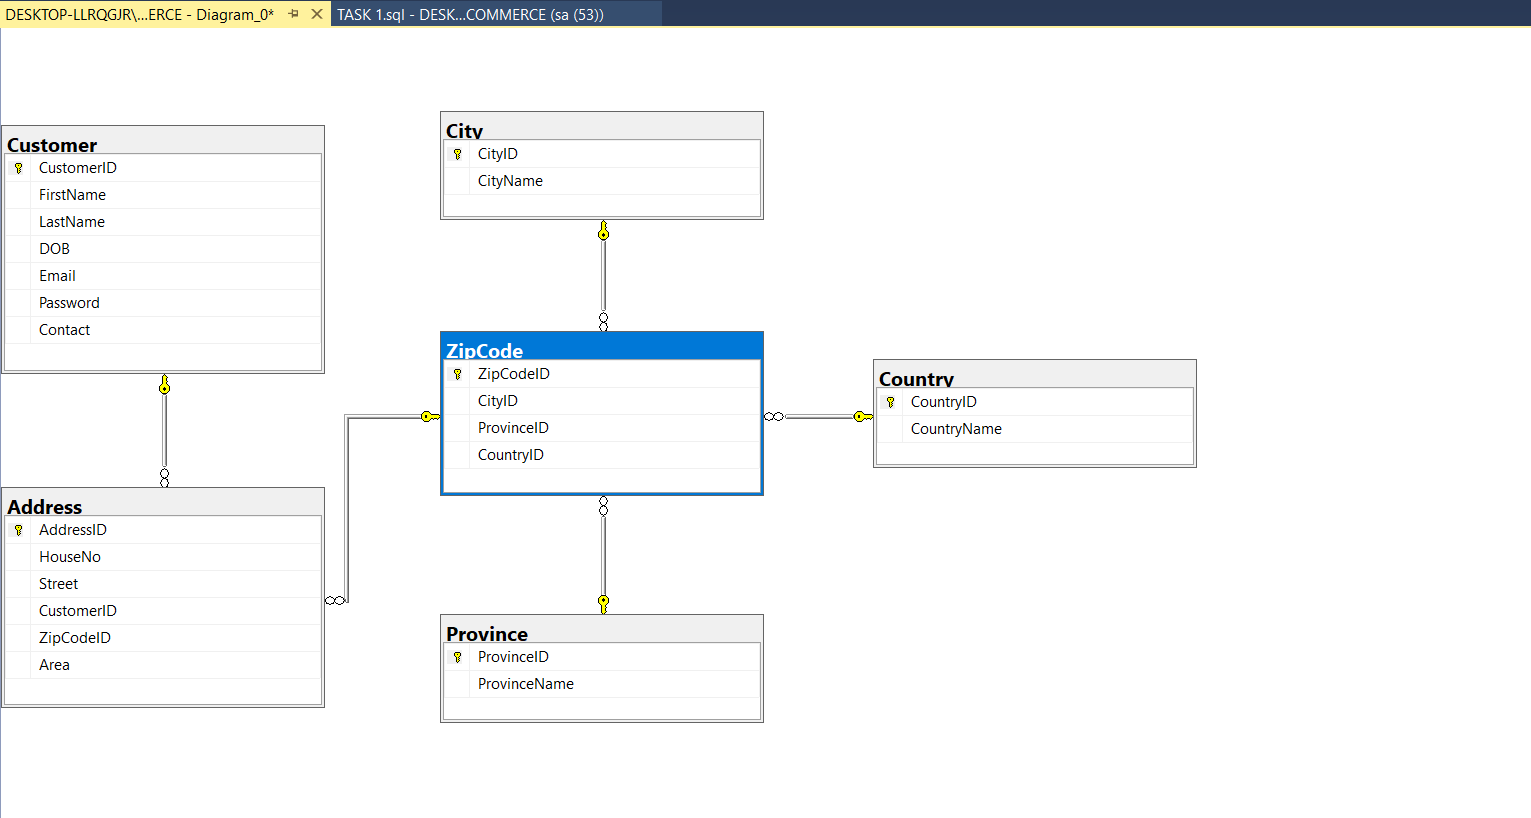 DESKTOP-LLRQGJR\...ERCE - Diagram_0*
TASK 1.sql - DESK...COMMERCE (sa (53))
Customer
CustomerID
FirstName
LastName
DOB
Email
Password
Contact
City
CityID
CityName
ZipCode
ZipCodeID
CityID
ProvinceID
CountryID
Country
CountryID
CountryName
Address
AddressID
HouseNo
Street
CustomerID
ZipCodeID
Area
Province
ProvinceID
ProvinceName